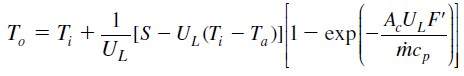 T_o = T_i + \frac{1}{U_L}[S - U_L(T_i - T_a)]\left[1 - \exp\left(-\frac{A_c U_L F'}{\dot{m}c_p}\right)\right]